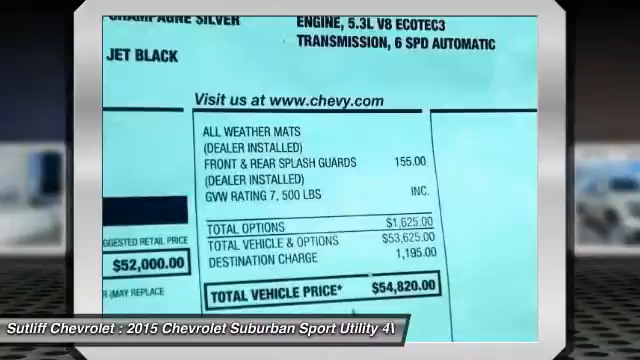 CHAMPAGNE SILVER
JET BLACK
ENGINE, 5.3L V8 ECOTEC3
TRANSMISSION, 6 SPD AUTOMATIC
Visit us at www.chevy.com
ALL WEATHER MATS
(DEALER INSTALLED)
FRONT & REAR SPLASH GUARDS 155.00
(DEALER INSTALLED)
GVW RATING 7, 500 LBS INC.
TOTAL OPTIONS $1,625.00
TOTAL VEHICLE & OPTIONS $53,625.00
DESTINATION CHARGE 1,195.00
TOTAL VEHICLE PRICE* $54,820.00
GGESTED RETAIL PRICE
$52,000.00
(MAY REPLACE
Sutliff Chevrolet : 2015 Chevrolet Suburban Sport Utility 4\